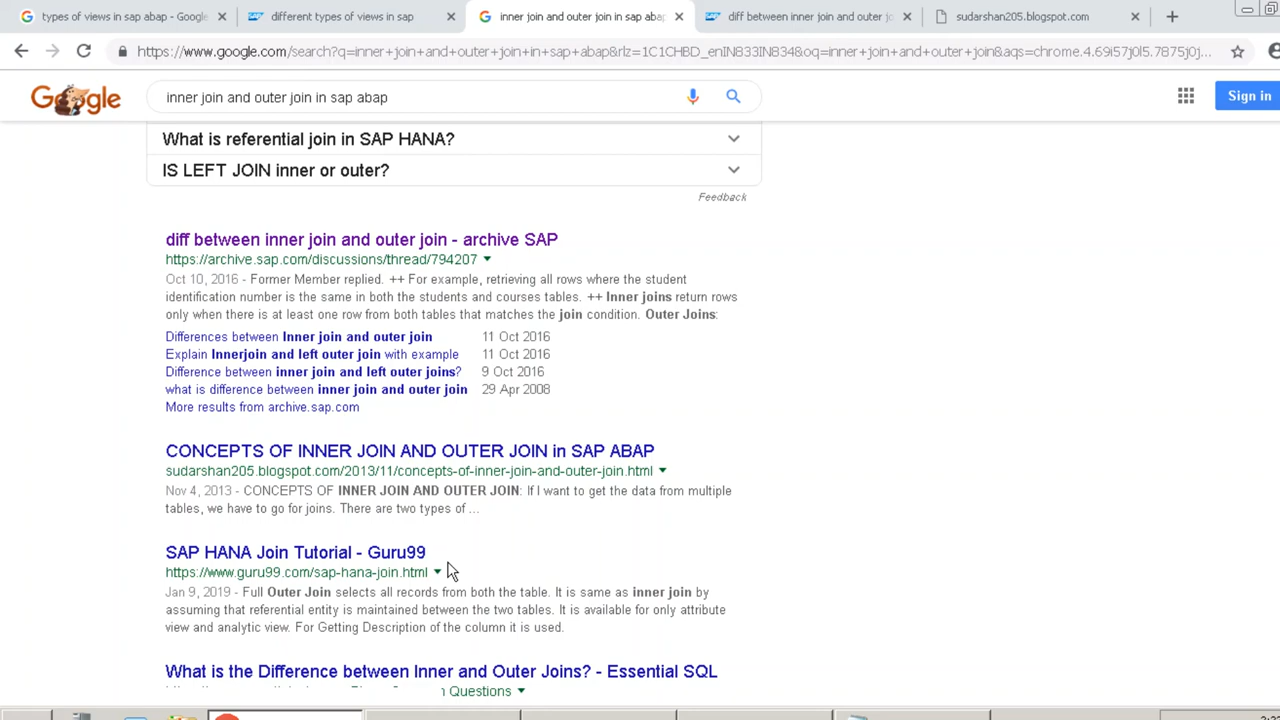 types of views in sap abap - Google
different types of views in sap
inner join and outer join in sap abap
diff between inner join and outer jo
sudarshan205.blogspot.com
https://www.google.com/search?q=inner+join+and+outer+join+in+sap+abap&rlz=1C1CHBD_enIN833IN834&oq=inner+join+and+outer+join&aqs=chrome.4.69i57j0l5.7875j0j...
Google
inner join and outer join in sap abap
Sign in
What is referential join in SAP HANA?
IS LEFT JOIN inner or outer?
Feedback
diff between inner join and outer join - archive SAP
https://archive.sap.com/discussions/thread/794207
Oct 10, 2016 - Former Member replied. ++ For example, retrieving all rows where the student
identification number is the same in both the students and courses tables. ++ Inner joins return rows
only when there is at least one row from both tables that matches the join condition. Outer Joins:
Differences between Inner join and outer join 11 Oct 2016
Explain Innerjoin and left outer join with example 11 Oct 2016
Difference between inner join and left outer joins? 9 Oct 2016
what is difference between inner join and outer join 29 Apr 2008
More results from archive.sap.com
CONCEPTS OF INNER JOIN AND OUTER JOIN in SAP ABAP
sudarshan205.blogspot.com/2013/11/concepts-of-inner-join-and-outer-join.html
Nov 4, 2013 - CONCEPTS OF INNER JOIN AND OUTER JOIN: If I want to get the data from multiple
tables, we have to go for joins. There are two types of ...
SAP HANA Join Tutorial - Guru99
https://www.guru99.com/sap-hana-join.html
Jan 9, 2019 - Full Outer Join selects all records from both the table. It is same as inner join by
assuming that referential entity is maintained between the two tables. It is available for only attribute
view and analytic view. For Getting Description of the column it is used.
What is the Difference between Inner and Outer Joins? - Essential SQL
Questions